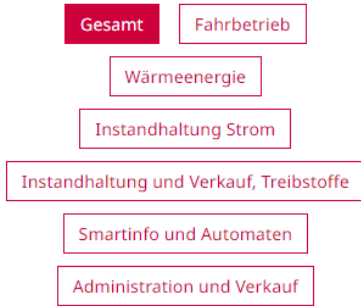 Gesamt Fahrbetrieb
Wärmeenergie
Instandhaltung Strom
Instandhaltung und Verkauf, Treibstoffe
Smartinfo und Automaten
Administration und Verkauf